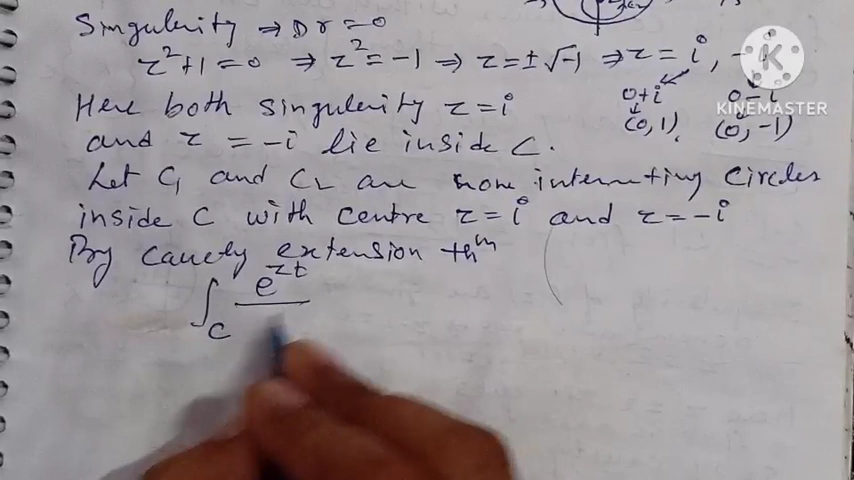 Singularity ⇒ Dr = 0
z²+1=0 ⇒ z²=-1 ⇒ z=±√-1 ⇒ z=i, -
0+i 0-i
KINEMASTER
Here both singularity z=i (0,1). (0,-1)
and z=-i lie inside C.
Let C₁ and C₂ are non intersecting circles
inside C with centre z=i and z=-i
By cauchy extension thm
∫_C e^zt